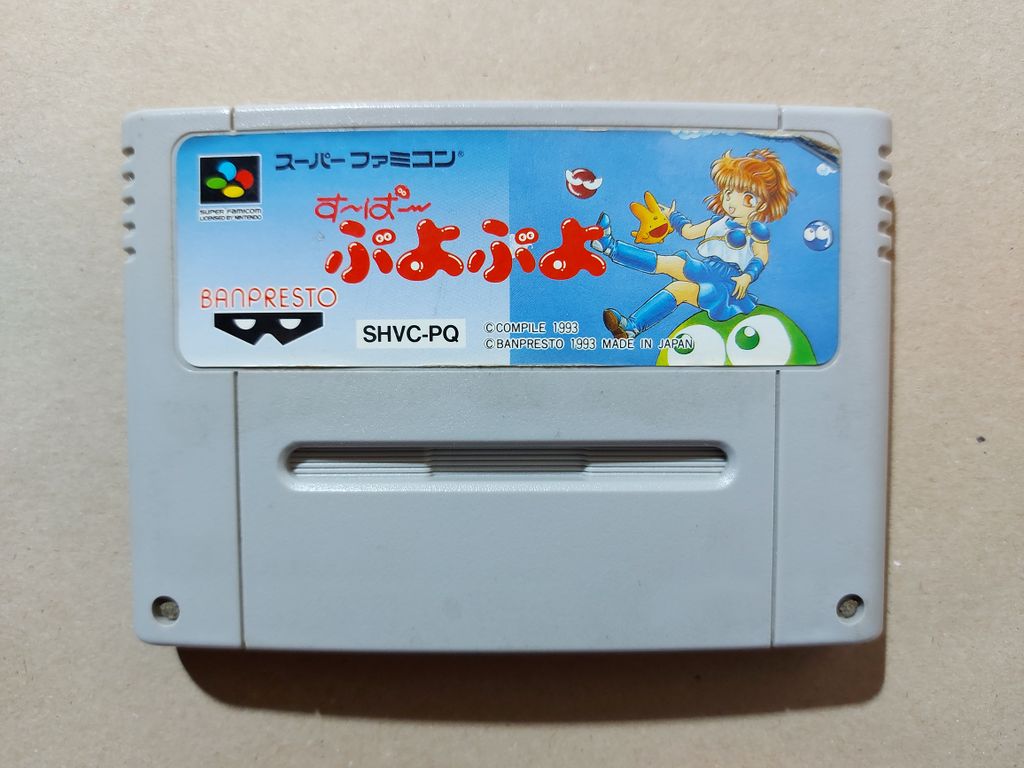 スーパーファミコン®
SUPER FAMICOM
LICENSED BY NINTENDO
す〜ぱ〜
ぷよぷよ
BANPRESTO
SHVC-PQ
©COMPILE 1993
©BANPRESTO 1993 MADE IN JAPAN